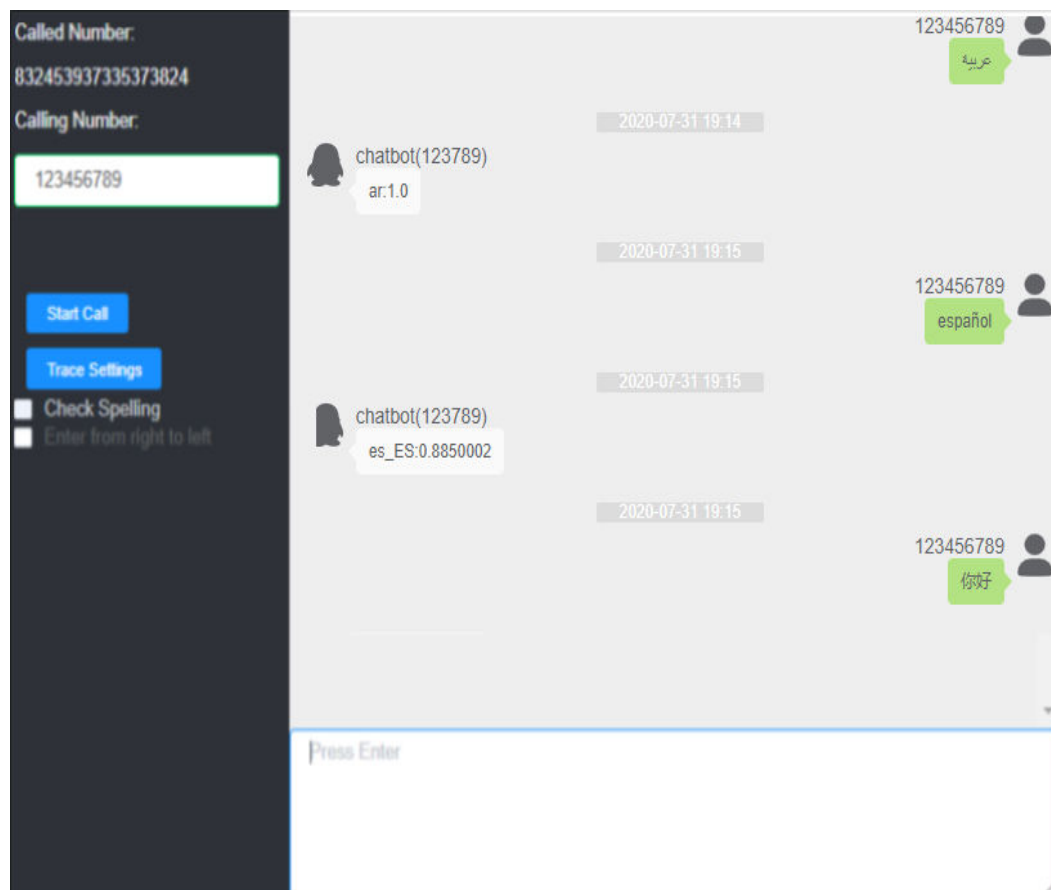 Called Number:
832453937335373824
Calling Number:
123456789
Start Call
Trace Settings
Check Spelling
Enter from right to left
123456789
عربية
2020-07-31 19:14
chatbot(123789)
ar:1.0
2020-07-31 19:15
123456789
español
2020-07-31 19:15
chatbot(123789)
es_ES:0.8850002
2020-07-31 19:15
123456789
你好
Press Enter